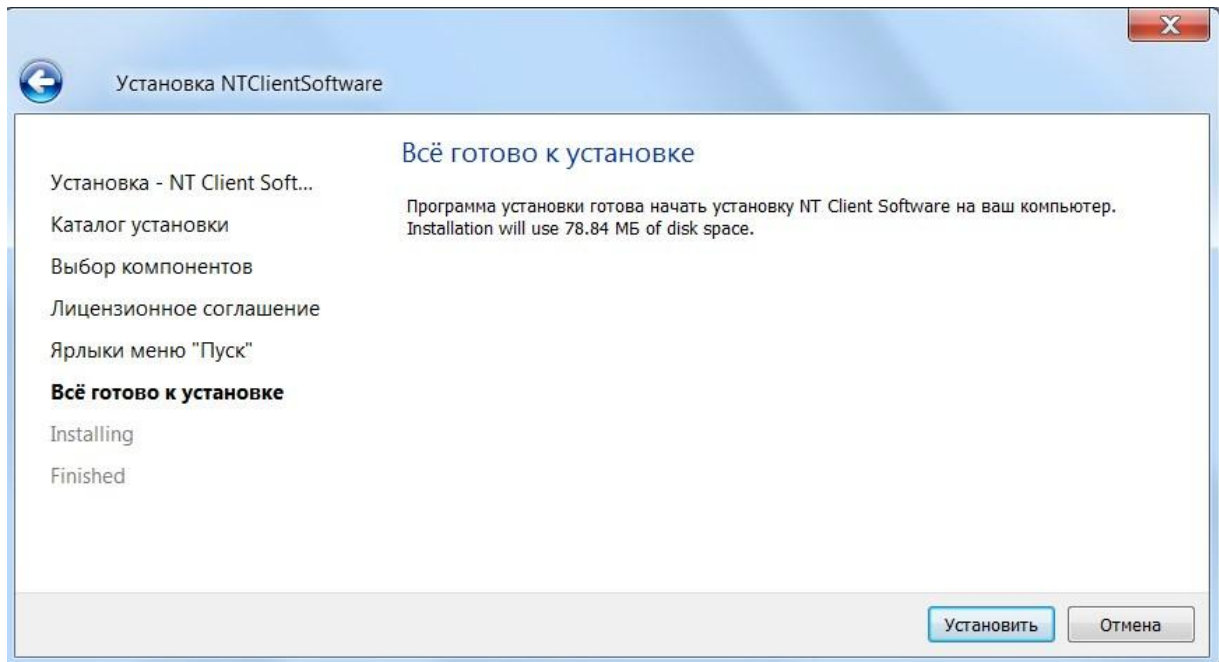 Установка NTClientSoftware
Установка - NT Client Soft...
Каталог установки
Выбор компонентов
Лицензионное соглашение
Ярлыки меню "Пуск"
Всё готово к установке
Installing
Finished
Всё готово к установке
Программа установки готова начать установку NT Client Software на ваш компьютер.
Installation will use 78.84 МБ of disk space.
Установить
Отмена